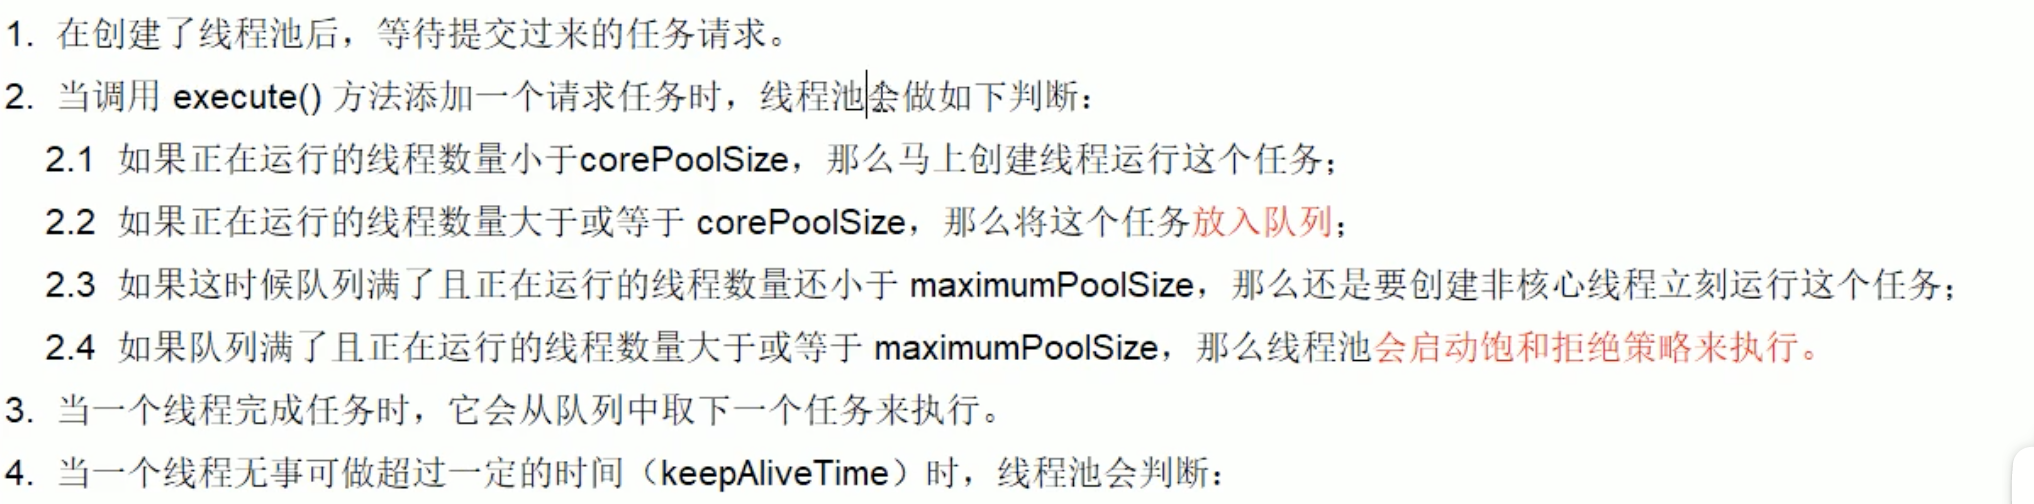 1. 在创建了线程池后，等待提交过来的任务请求。
2. 当调用 execute() 方法添加一个请求任务时，线程池会做如下判断：
2.1 如果正在运行的线程数量小于corePoolSize，那么马上创建线程运行这个任务；
2.2 如果正在运行的线程数量大于或等于 corePoolSize，那么将这个任务放入队列；
2.3 如果这时候队列满了且正在运行的线程数量还小于 maximumPoolSize，那么还是要创建非核心线程立刻运行这个任务；
2.4 如果队列满了且正在运行的线程数量大于或等于 maximumPoolSize，那么线程池会启动饱和拒绝策略来执行。
3. 当一个线程完成任务时，它会从队列中取下一个任务来执行。
4. 当一个线程无事可做超过一定的时间（keepAliveTime）时，线程池会判断：